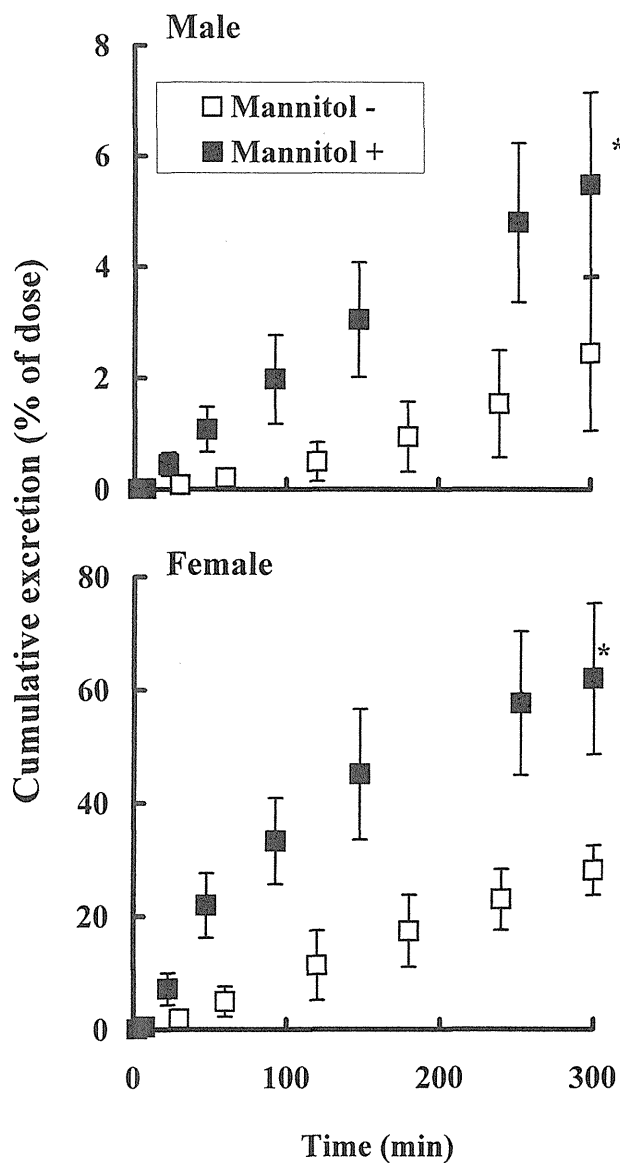 Male
8
6
4
2
0
Mannitol -
Mannitol +
*
Cumulative excretion (% of dose)
Female
80
60
40
20
0
*
0 100 200 300
Time (min)